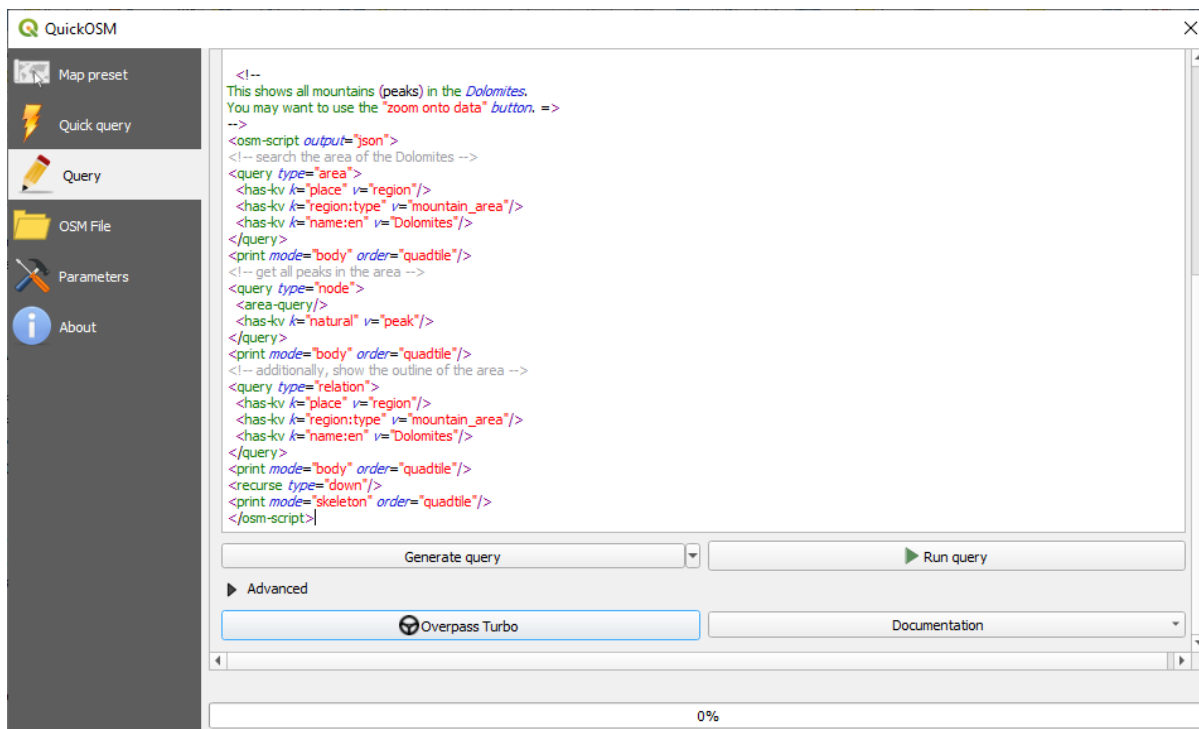 QuickOSM
Map preset
Quick query
Query
OSM File
Parameters
About
<!--
This shows all mountains (peaks) in the Dolomites.
You may want to use the "zoom onto data" button. =>
-->
<osm-script output="json">
<!-- search the area of the Dolomites -->
<query type="area">
<has-kv k="place" v="region"/>
<has-kv k="region:type" v="mountain_area"/>
<has-kv k="name:en" v="Dolomites"/>
</query>
<print mode="body" order="quadtile"/>
<!-- get all peaks in the area -->
<query type="node">
<area-query/>
<has-kv k="natural" v="peak"/>
</query>
<print mode="body" order="quadtile"/>
<!-- additionally, show the outline of the area -->
<query type="relation">
<has-kv k="place" v="region"/>
<has-kv k="region:type" v="mountain_area"/>
<has-kv k="name:en" v="Dolomites"/>
</query>
<print mode="body" order="quadtile"/>
<recurse type="down"/>
<print mode="skeleton" order="quadtile"/>
</osm-script>
Generate query
Run query
Advanced
Overpass Turbo
Documentation
0%